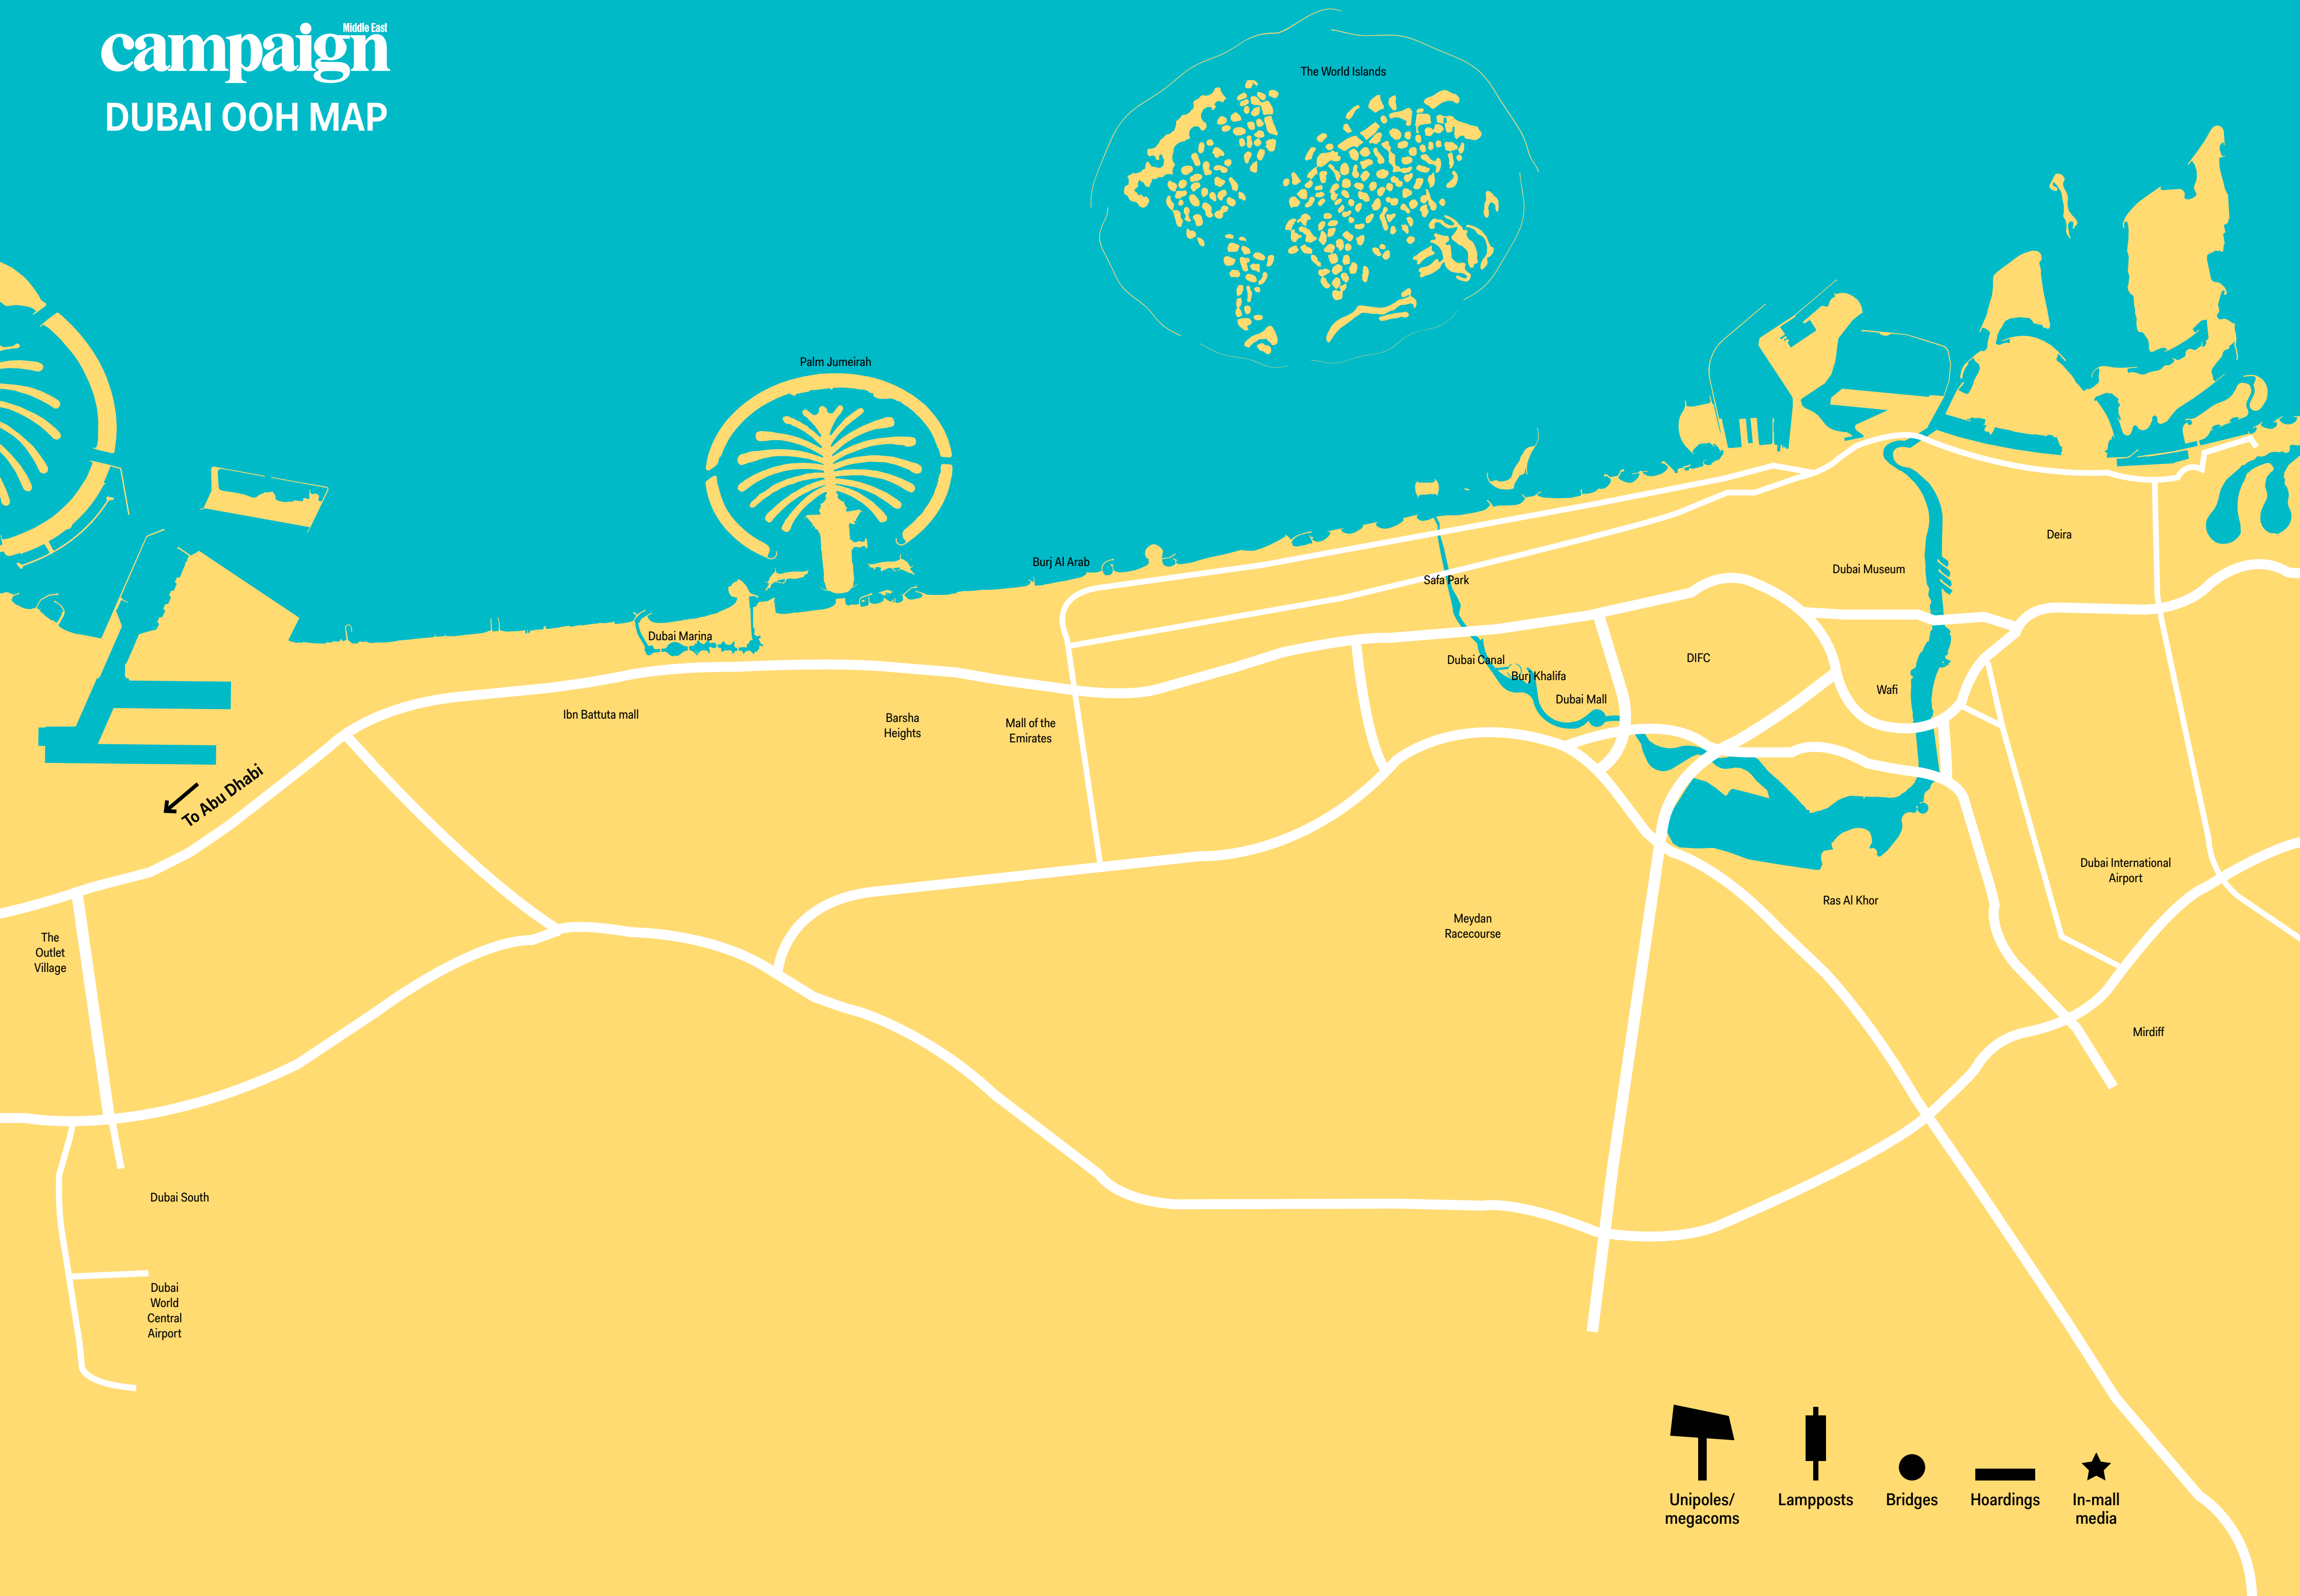 Middle East
campaign
DUBAI OOH MAP
The World Islands
Palm Jumeirah
Burj Al Arab
Deira
Dubai Museum
Safa Park
Dubai Marina
Dubai Canal
DIFC
Burj Khalifa
Wafi
Dubai Mall
Ibn Battuta mall
Barsha
Heights
Mall of the
Emirates
To Abu Dhabi
Dubai International
Airport
Ras Al Khor
Meydan
Racecourse
The
Outlet
Village
Mirdiff
Dubai South
Dubai
World
Central
Airport
Unipoles/
megacoms
Lampposts
Bridges
Hoardings
In-mall
media